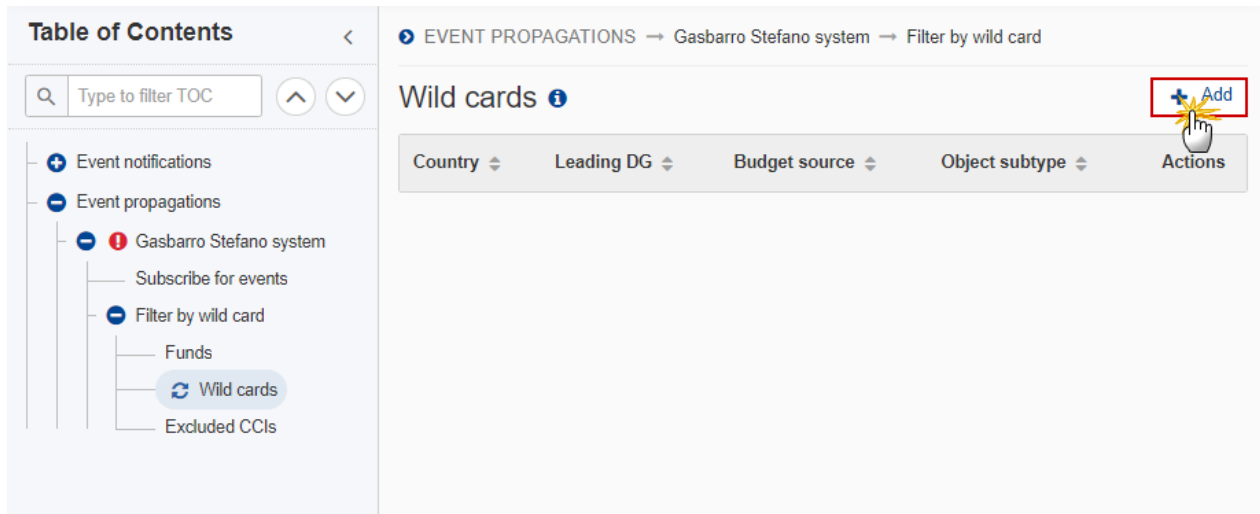 Table of Contents
Type to filter TOC
Event notifications
Event propagations
Gasbarro Stefano system
Subscribe for events
Filter by wild card
Funds
Wild cards
Excluded CCIs
EVENT PROPAGATIONS → Gasbarro Stefano system → Filter by wild card
Wild cards
Add
Country Leading DG Budget source Object subtype Actions